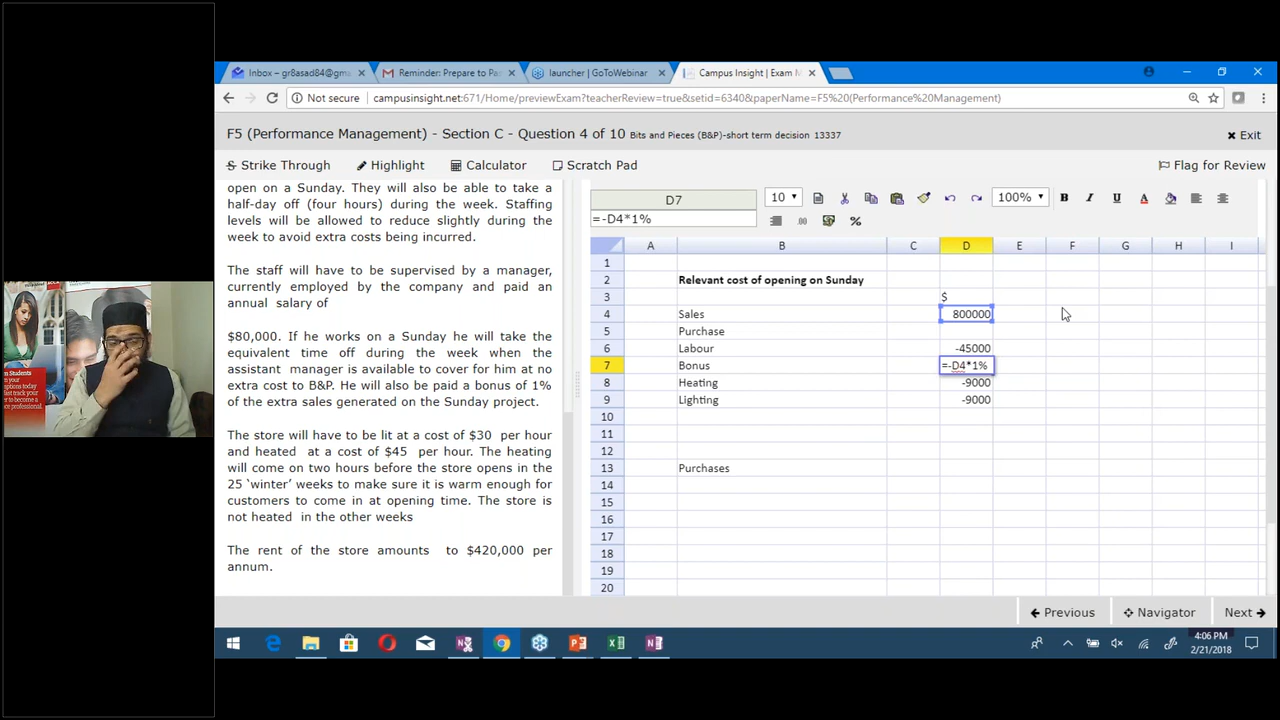 Inbox – gr8asad84@gma
Reminder: Prepare to Pa
launcher | GoToWebinar
Campus Insight | Exam M
Not secure
campusinsight.net:671/Home/previewExam?teacherReview=true&setid=6340&paperName=F5%20(Performance%20Management)
F5 (Performance Management) - Section C - Question 4 of 10 Bits and Pieces (B&P)-short term decision 13337
Exit
Strike Through Highlight Calculator Scratch Pad Flag for Review
open on a Sunday. They will also be able to take a
half-day off (four hours) during the week. Staffing
levels will be allowed to reduce slightly during the
week to avoid extra costs being incurred.
The staff will have to be supervised by a manager,
currently employed by the company and paid an
annual salary of
$80,000. If he works on a Sunday he will take the
equivalent time off during the week when the
assistant manager is available to cover for him at no
extra cost to B&P. He will also be paid a bonus of 1%
of the extra sales generated on the Sunday project.
The store will have to be lit at a cost of $30 per hour
and heated at a cost of $45 per hour. The heating
will come on two hours before the store opens in the
25 'winter' weeks to make sure it is warm enough for
customers to come in at opening time. The store is
not heated in the other weeks
The rent of the store amounts to $420,000 per
annum.
D7
=-D4*1%
10
100%
B I U A
A B C D E F G H I
1
2 Relevant cost of opening on Sunday
3 $
4 Sales 800000
5 Purchase
6 Labour -45000
7 Bonus =-D4*1%
8 Heating -9000
9 Lighting -9000
10
11
12
13 Purchases
14
15
16
17
18
19
20
Previous Navigator Next
4:06 PM
2/21/2018